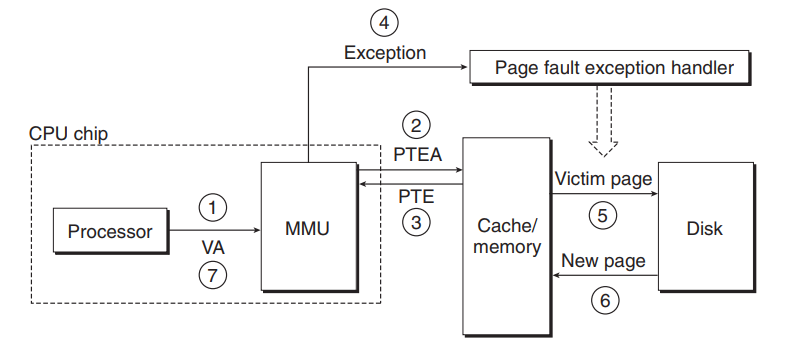 4
Exception
Page fault exception handler
CPU chip
2
PTEA
Victim page
1
PTE
Processor
MMU
3
Cache/
memory
5
Disk
VA
New page
7
6